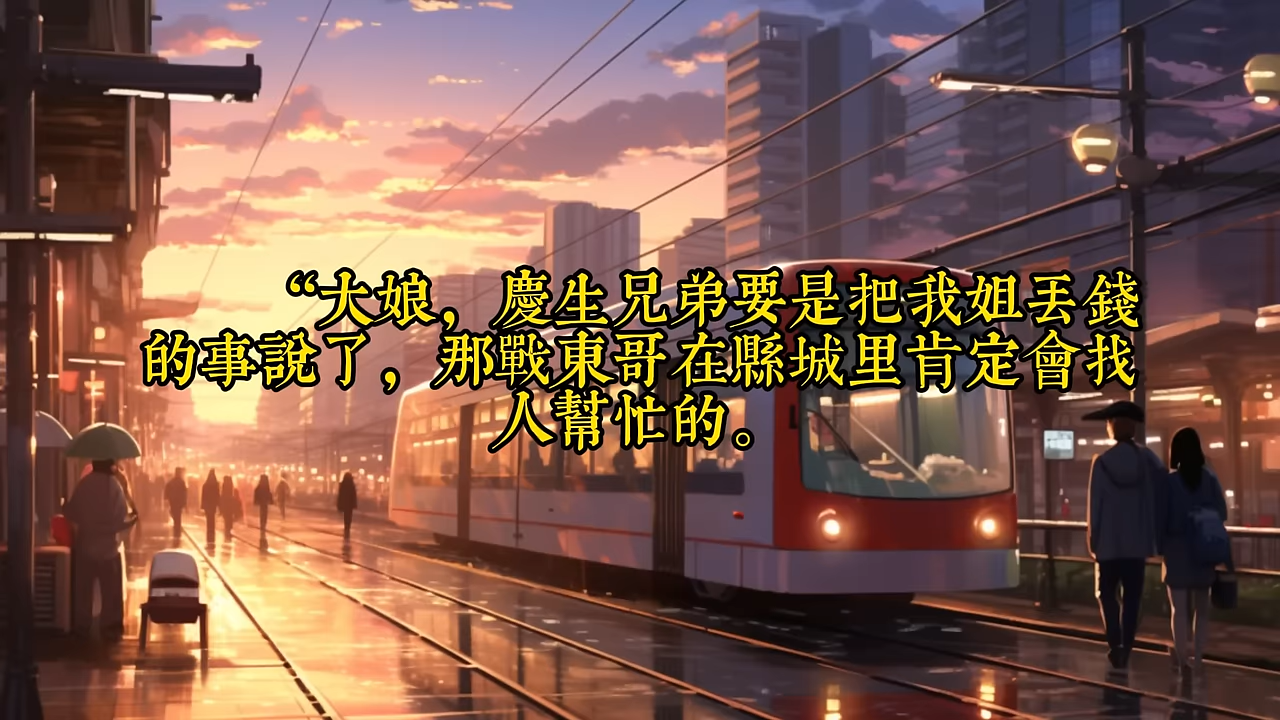 “大娘，慶生兄弟要是把我姐丟錢
的事說了，那戰東哥在縣城里肯定會找
人幫忙的。